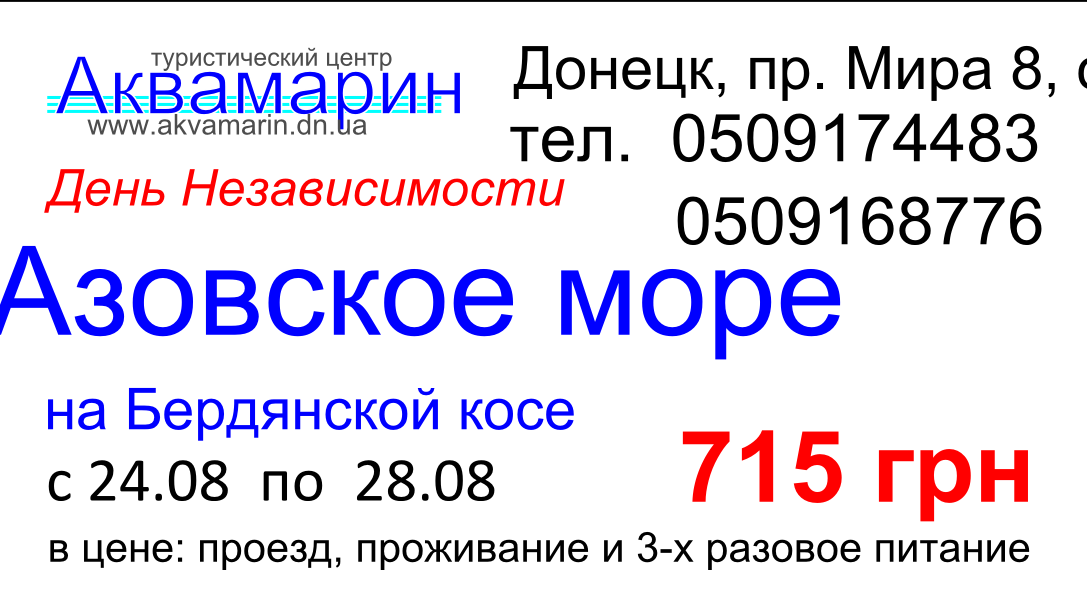 туристический центр
Аквамарин
www.akvamarin.dn.ua
Донецк, пр. Мира 8,
тел. 0509174483
0509168776
День Независимости
Азовское море
на Бердянской косе
с 24.08 по 28.08
715 грн
в цене: проезд, проживание и 3-х разовое питание